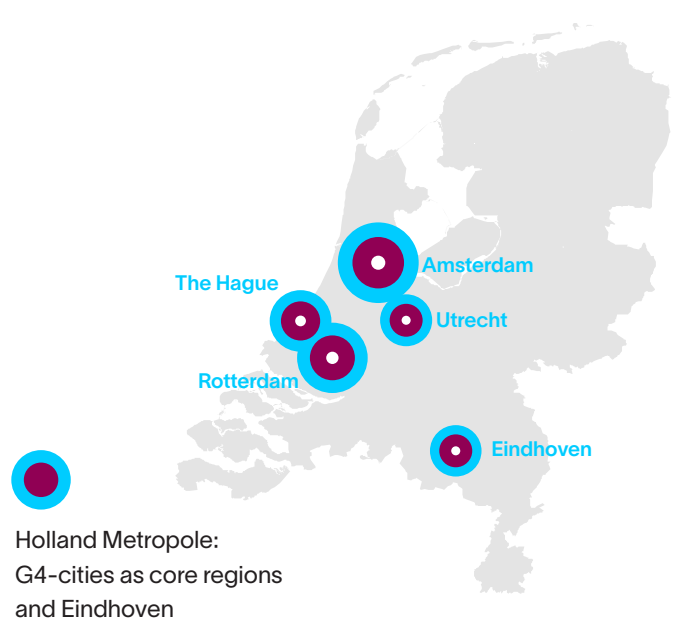 Amsterdam
The Hague
Utrecht
Rotterdam
Eindhoven
Holland Metropole:
G4-cities as core regions
and Eindhoven